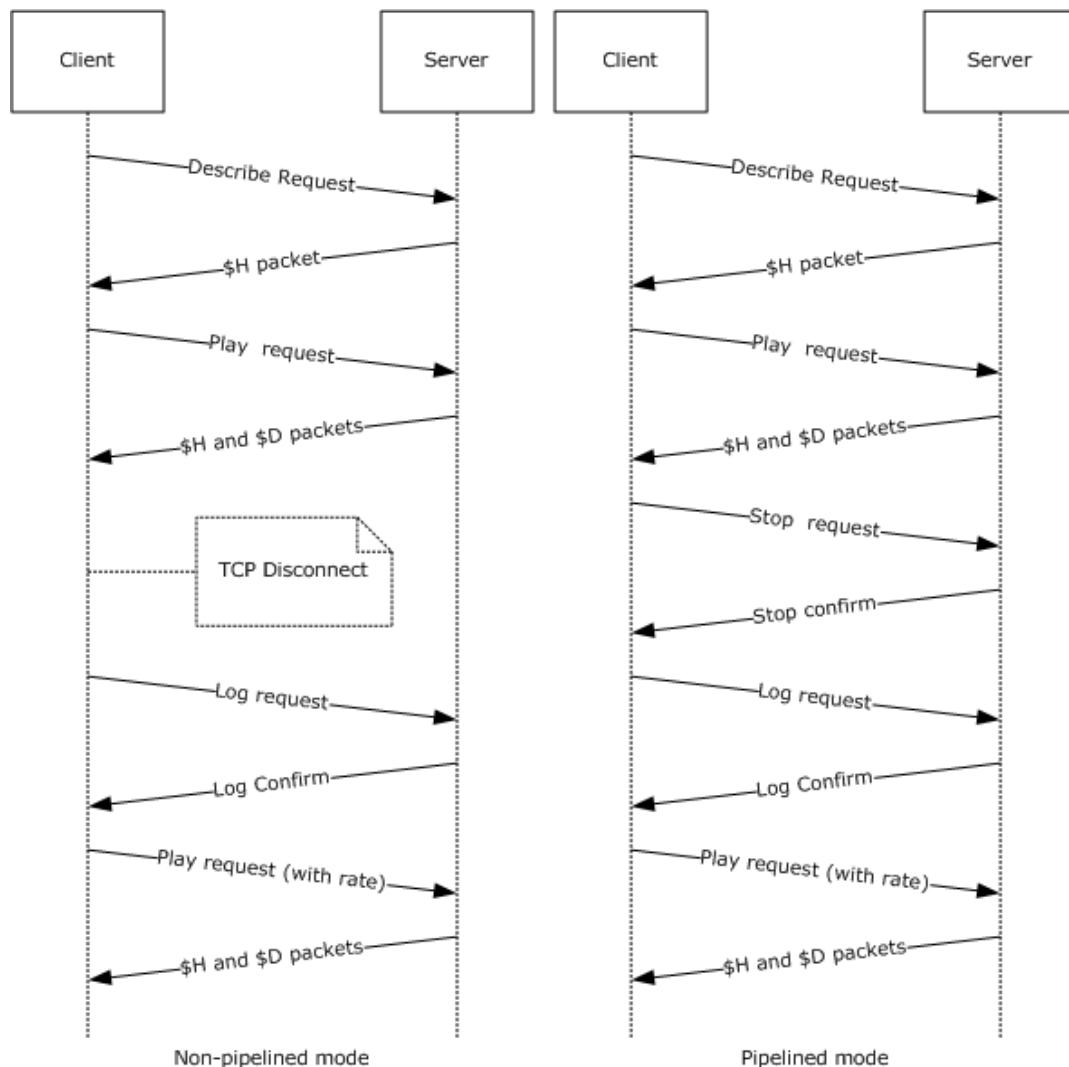 Client
Server
Describe Request
$H packet
Play  request
$H and $D packets
TCP Disconnect
Log request
Log Confirm
Play request (with rate)
$H and $D packets
Non-pipelined mode
Client
Server
Describe Request
$H packet
Play  request
$H and $D packets
Stop  request
Stop confirm
Log request
Log Confirm
Play request (with rate)
$H and $D packets
Pipelined mode